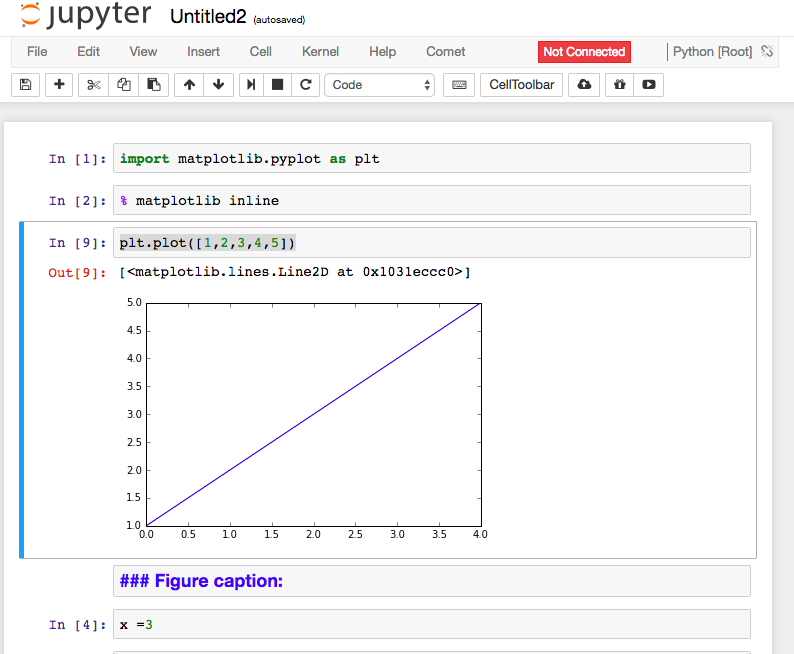 jupyter Untitled2 (autosaved)
File Edit View Insert Cell Kernel Help Comet Not Connected Python [Root]
Code CellToolbar
In [1]: import matplotlib.pyplot as plt
In [2]: % matplotlib inline
In [9]: plt.plot([1,2,3,4,5])
Out[9]: [<matplotlib.lines.Line2D at 0x1031eccc0>]
5.0
4.5
4.0
3.5
3.0
2.5
2.0
1.5
1.0
0.0 0.5 1.0 1.5 2.0 2.5 3.0 3.5 4.0
### Figure caption:
In [4]: x =3